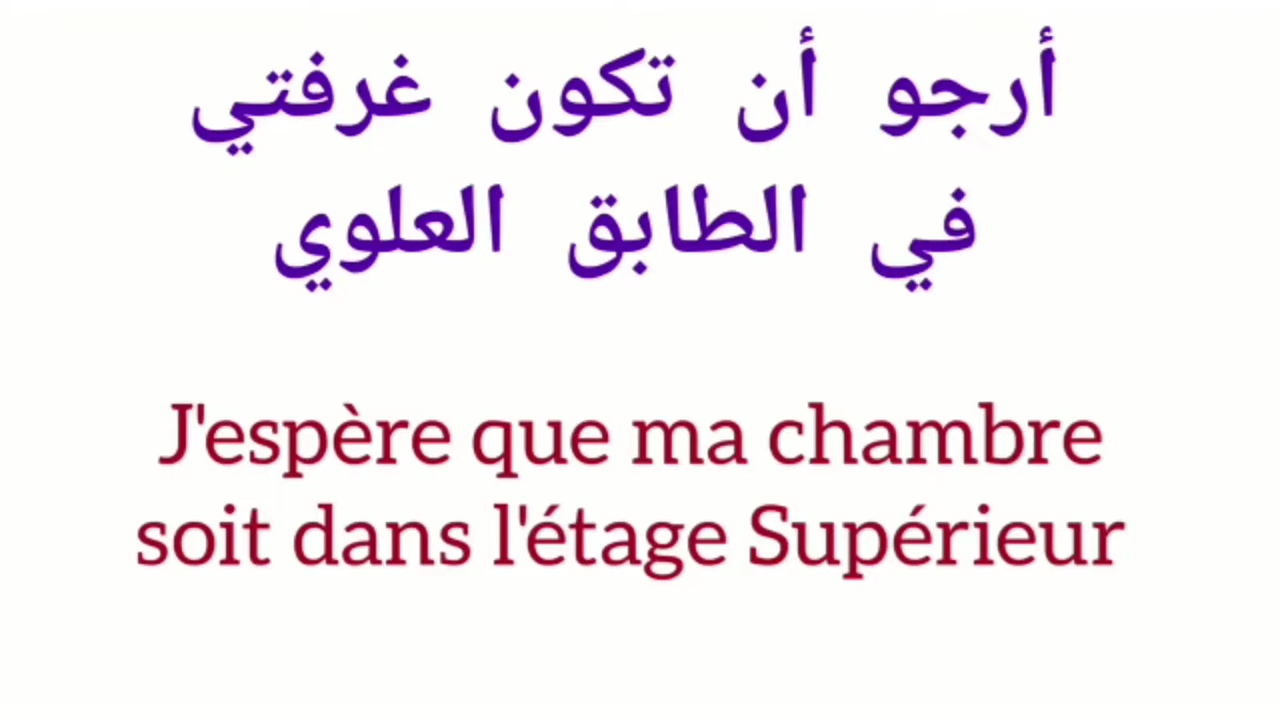 أرجو أن تكون غرفتي
في الطابق العلوي
J'espère que ma chambre
soit dans l'étage Supérieur